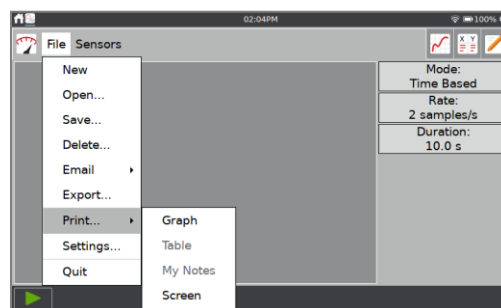 02:04PM 100%
File Sensors
X Y
New
Open...
Save...
Delete...
Email
Export...
Print...
Settings...
Quit
Graph
Table
My Notes
Screen
Mode:
Time Based
Rate:
2 samples/s
Duration:
10.0 s